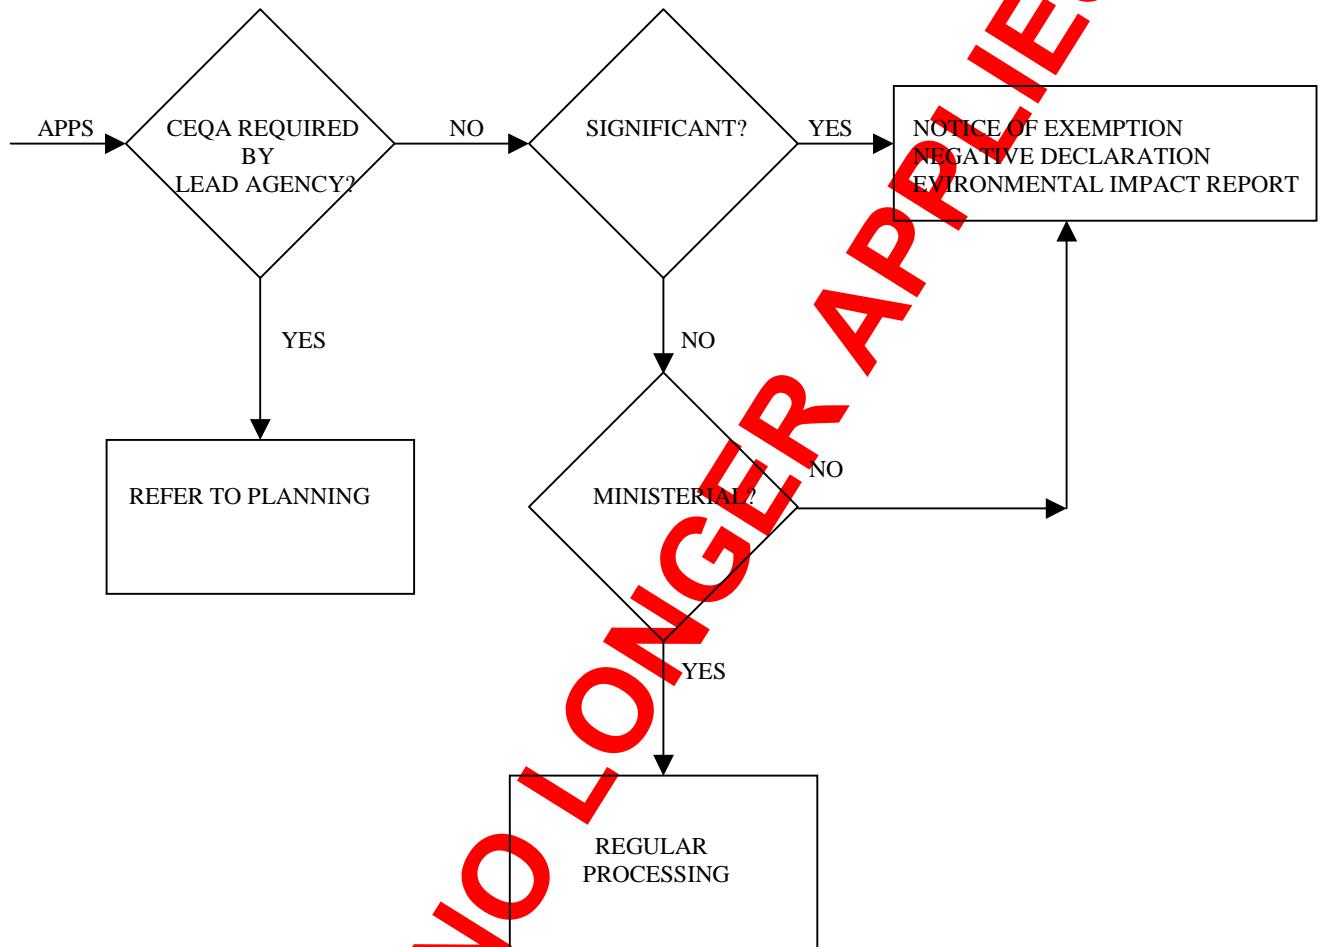 APPS
CEQA REQUIRED
BY
LEAD AGENCY?
NO
SIGNIFICANT?
YES
NOTICE OF EXEMPTION
NEGATIVE DECLARATION
EVIRONMENTAL IMPACT REPORT
YES
NO
REFER TO PLANNING
MINISTERIAL?
NO
YES
REGULAR
PROCESSING
NO LONGER APPLIES